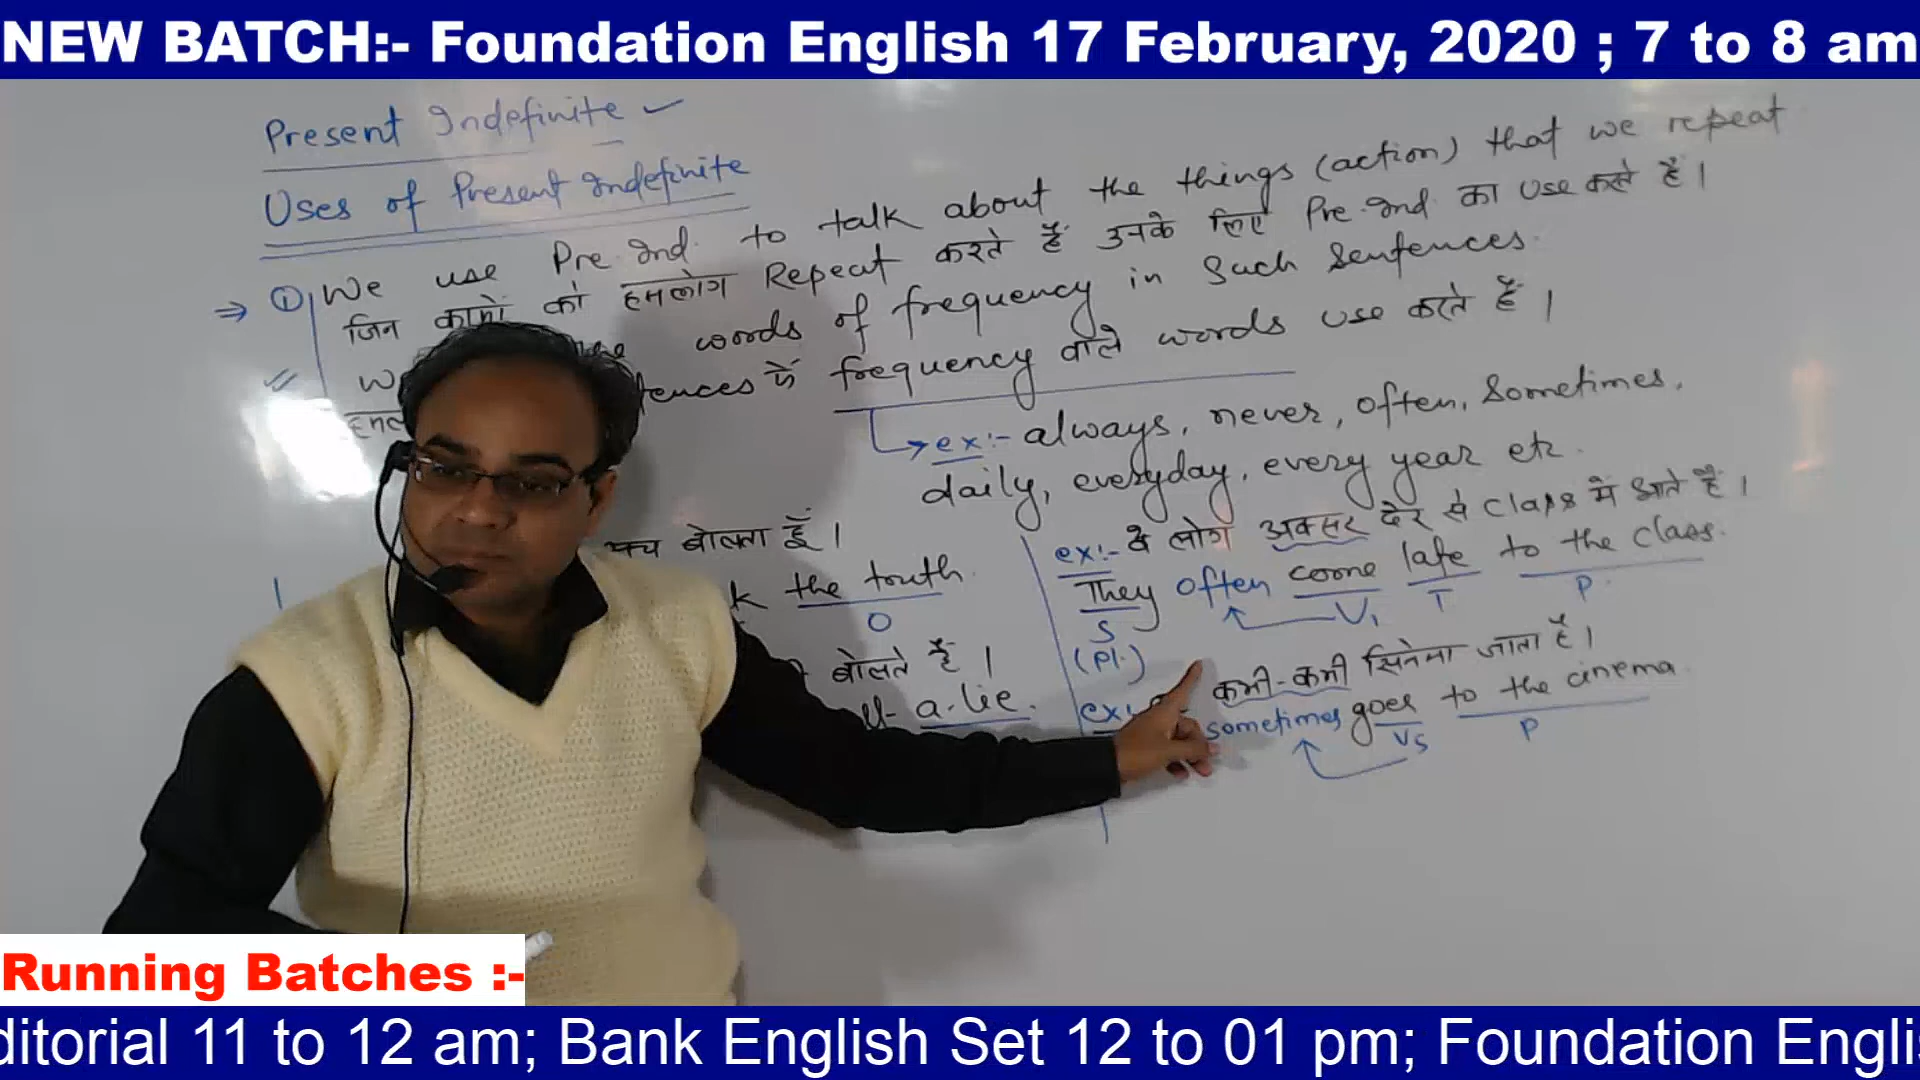 NEW BATCH:- Foundation English 17 February, 2020 ; 7 to 8 am
Present Indefinite
Uses of Present Indefinite
⇒ ① We use Pre. Ind. to talk about the things (action) that we repeat
जिन कामों को हमलोग Repeat करते हैं उनके लिए Pre. Ind. का Use करते हैं।
words of frequency in Such Sentences.
में frequency वाले words use करते हैं।
ex:- always, never, often, Sometimes,
daily, everyday, every year etc.
सच बोलता हूँ।
the truth.
O
बोलते हैं।
a lie.
ex:- वे लोग अक्सर देर से Class में आते हैं।
They often come late to the class.
S V₁ T P
(Pl.)
कभी-कभी सिनेमा जाता है।
sometimes goes to the cinema.
V₅ P
Running Batches :-
ditorial 11 to 12 am; Bank English Set 12 to 01 pm; Foundation Engli